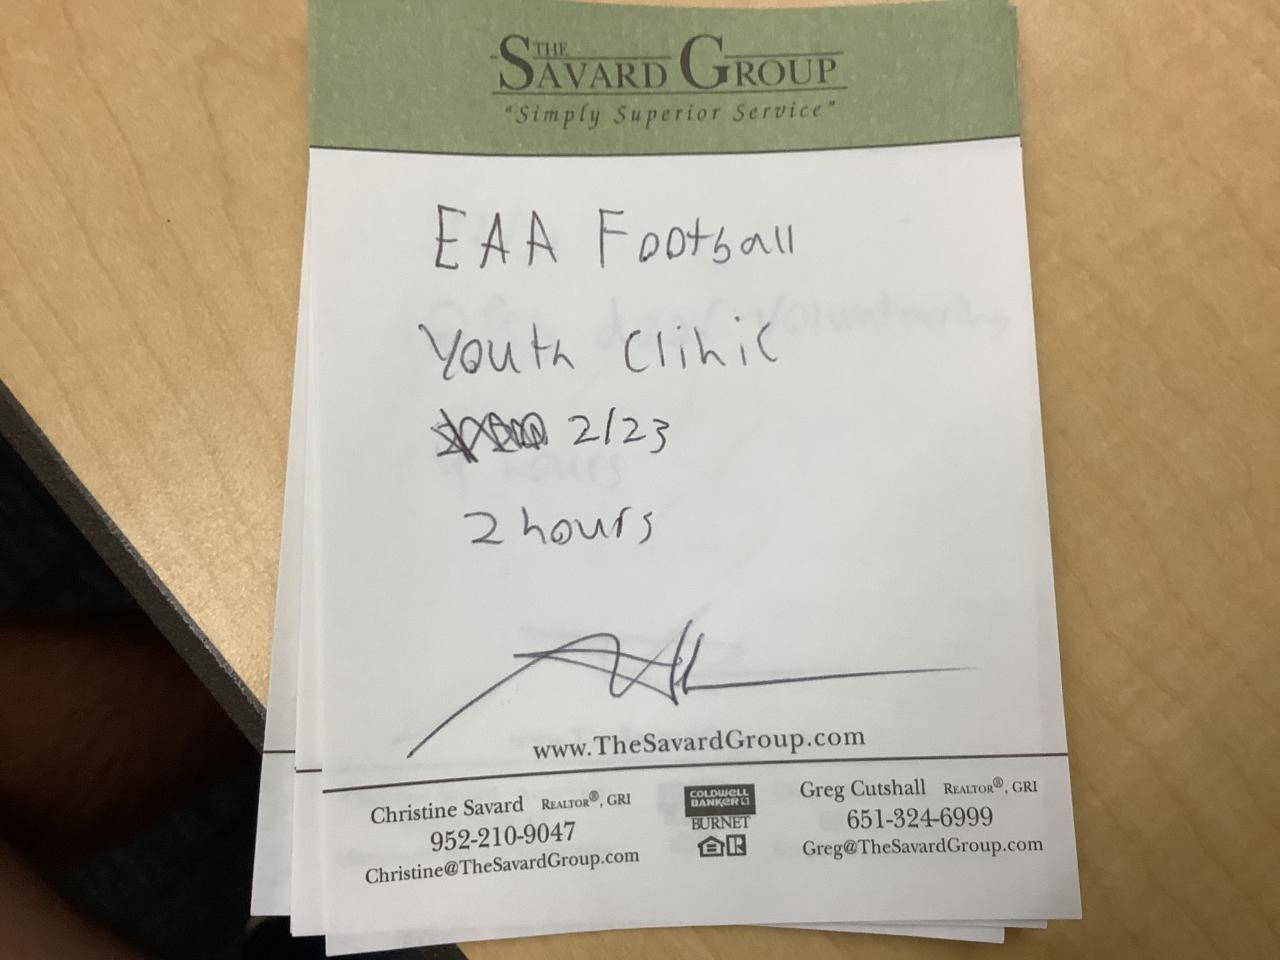 THE SAVARD GROUP
"Simply Superior Service"
EAA Football
Youth Clinic
2/23
2 hours
www.TheSavardGroup.com
Christine Savard REALTOR®, GRI
952-210-9047
Christine@TheSavardGroup.com
COLDWELL BANKER
BURNET
Greg Cutshall REALTOR®, GRI
651-324-6999
Greg@TheSavardGroup.com